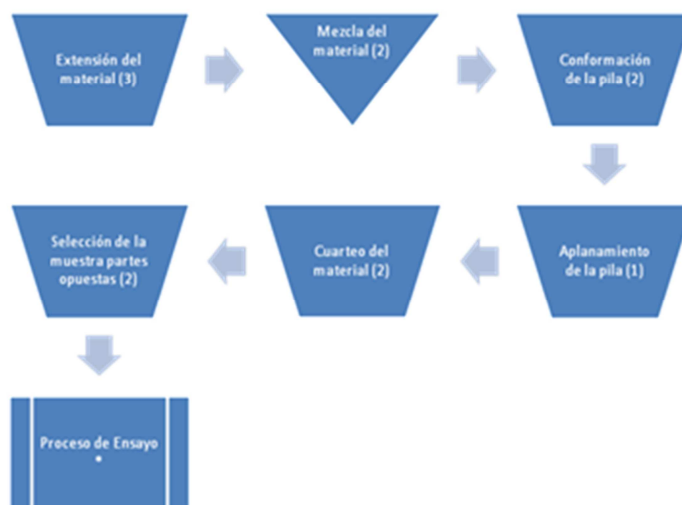 Extensión del
material (3)
Mezcla del
material (2)
Conformación
de la pila (2)
Aplanamiento
de la pila (1)
Cuarteo del
material (2)
Selección de la
muestra partes
opuestas (2)
Proceso de Ensayo
•